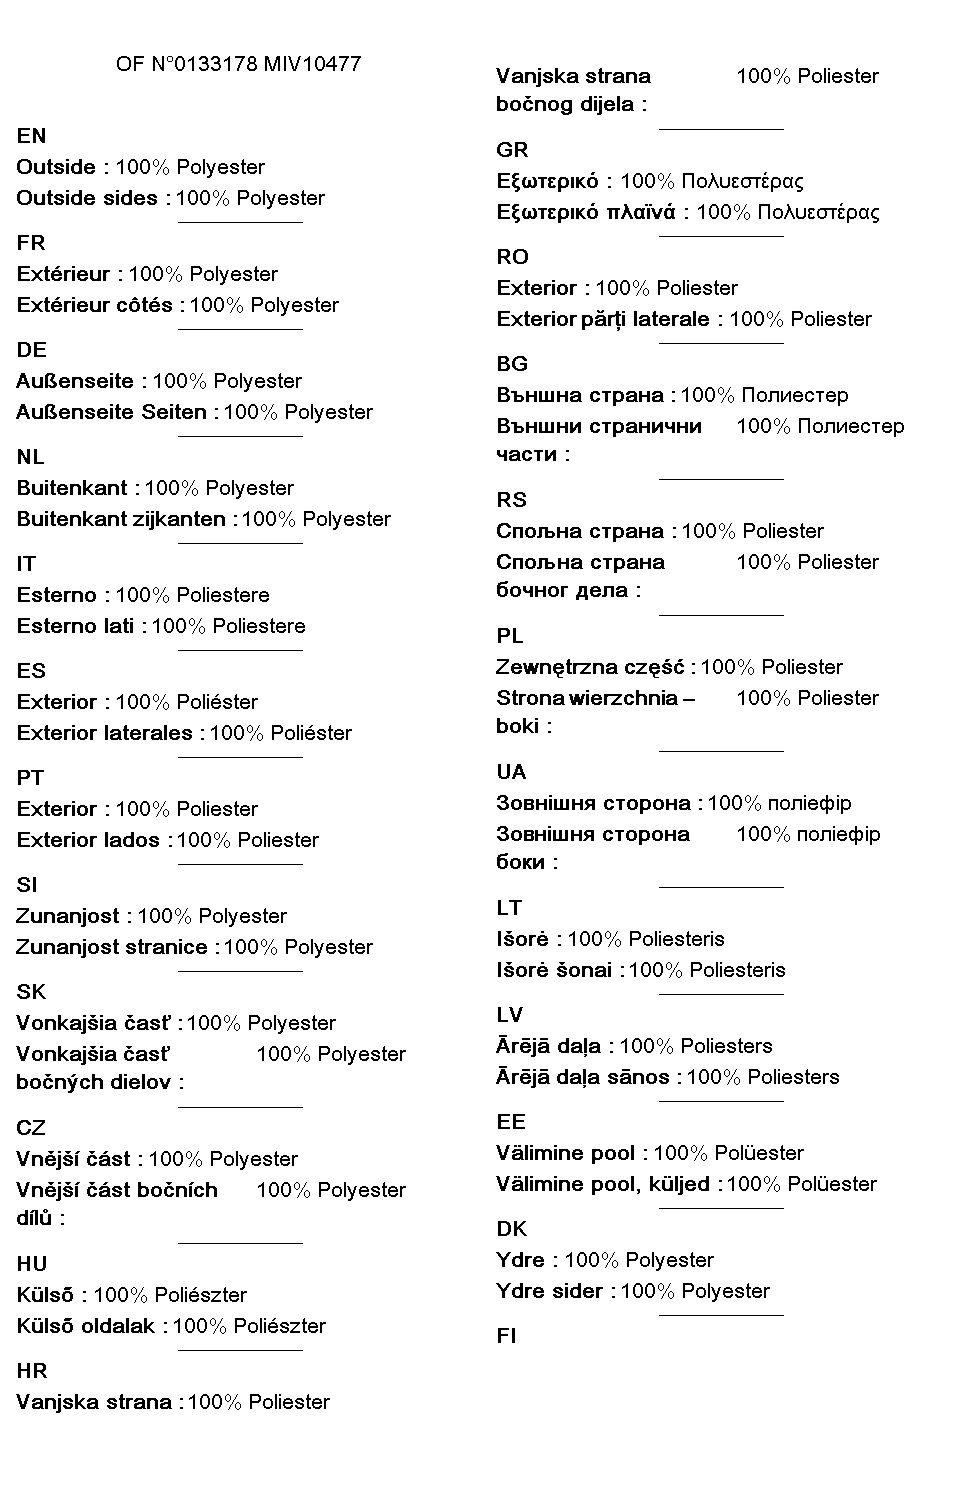 OF N°0133178 MIV10477
EN
Outside : 100% Polyester
Outside sides : 100% Polyester
FR
Extérieur : 100% Polyester
Extérieur côtés : 100% Polyester
DE
Außenseite : 100% Polyester
Außenseite Seiten : 100% Polyester
NL
Buitenkant : 100% Polyester
Buitenkant zijkanten : 100% Polyester
IT
Esterno : 100% Poliestere
Esterno lati : 100% Poliestere
ES
Exterior : 100% Poliéster
Exterior laterales : 100% Poliéster
PT
Exterior : 100% Poliester
Exterior lados : 100% Poliester
SI
Zunanjost : 100% Polyester
Zunanjost stranice : 100% Polyester
SK
Vonkajšia časť : 100% Polyester
Vonkajšia časť 100% Polyester
bočných dielov :
CZ
Vnější část : 100% Polyester
Vnější část bočních 100% Polyester
dílů :
HU
Külső : 100% Poliészter
Külső oldalak : 100% Poliészter
HR
Vanjska strana : 100% Poliester
Vanjska strana 100% Poliester
bočnog dijela :
GR
Εξωτερικό : 100% Πολυεστέρας
Εξωτερικό πλαϊνά : 100% Πολυεστέρας
RO
Exterior : 100% Poliester
Exterior părți laterale : 100% Poliester
BG
Външна страна : 100% Полиестер
Външни странични 100% Полиестер
части :
RS
Спољна страна : 100% Poliester
Спољна страна 100% Poliester
бочног дела :
PL
Zewnętrzna część : 100% Poliester
Strona wierzchnia – 100% Poliester
boki :
UA
Зовнішня сторона : 100% поліефір
Зовнішня сторона 100% поліефір
боки :
LT
Išorė : 100% Poliesteris
Išorė šonai : 100% Poliesteris
LV
Ārējā daļa : 100% Poliesters
Ārējā daļa sānos : 100% Poliesters
EE
Välimine pool : 100% Polüester
Välimine pool, küljed : 100% Polüester
DK
Ydre : 100% Polyester
Ydre sider : 100% Polyester
FI